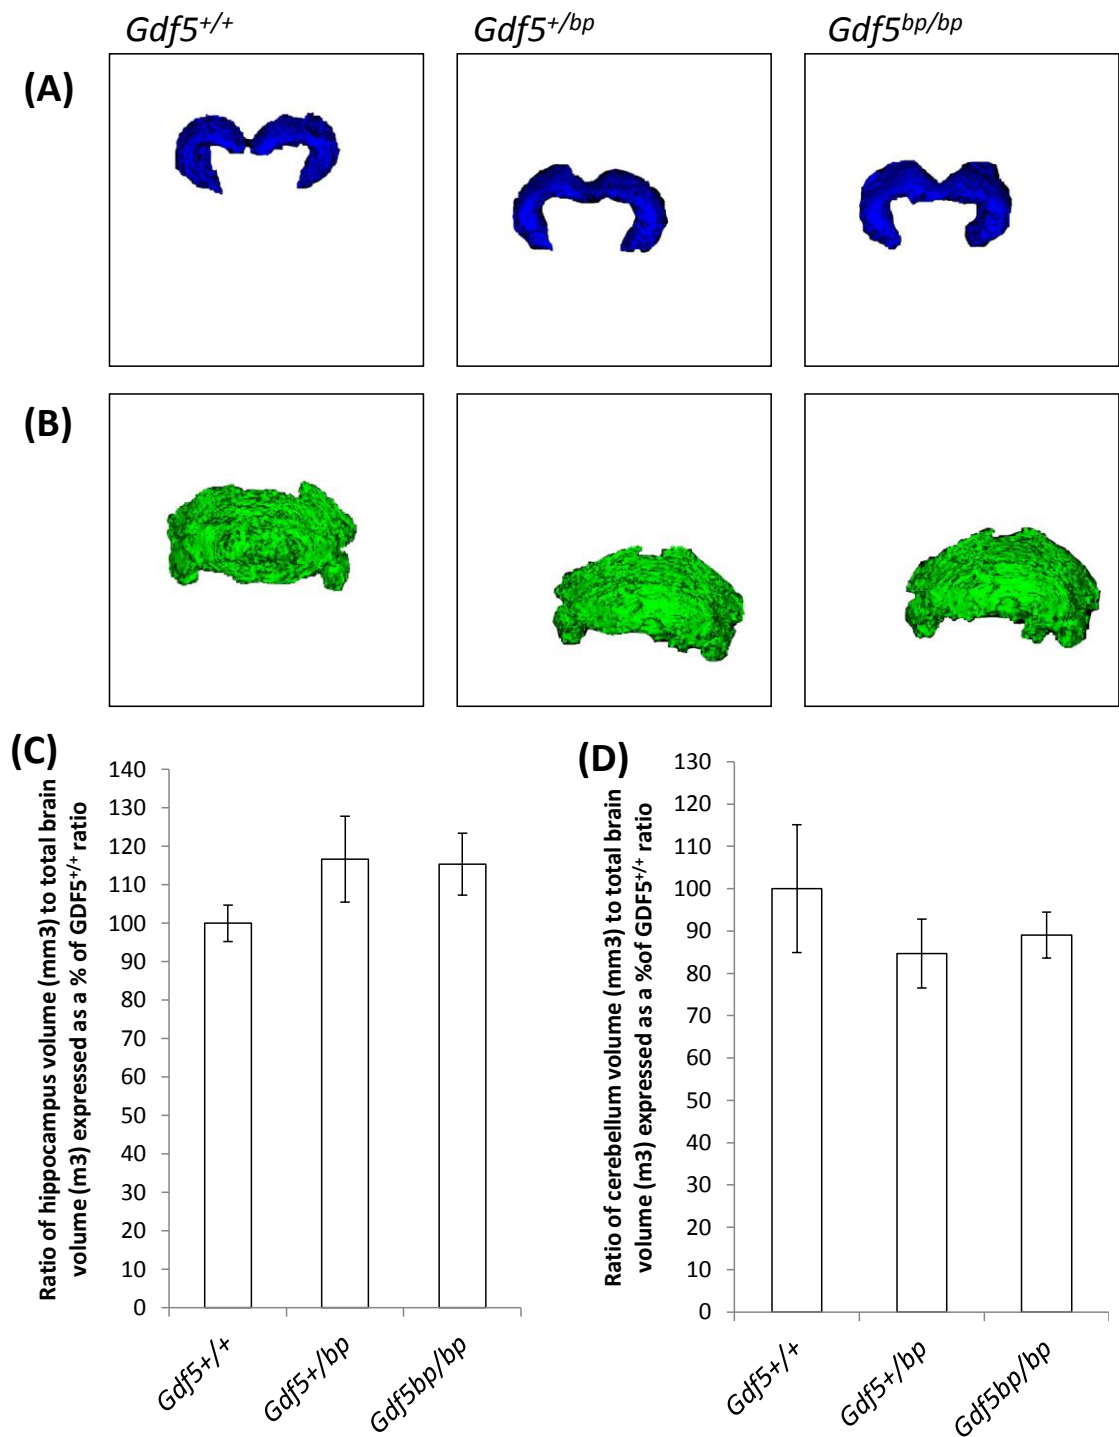 Gdf5+/+
Gdf5+/bp
Gdf5bp/bp
(A)
(B)
(C)
Ratio of hippocampus volume (mm3) to total brain
volume (m3) expressed as a % of GDF5+/+ ratio
140
130
120
110
100
90
80
70
60
50
40
30
20
10
0
Gdf5+/+
Gdf5+/bp
Gdf5bp/bp
(D)
Ratio of cerebellum volume (mm3) to total brain
volume (m3) expressed as a %of GDF5+/+ ratio
130
120
110
100
90
80
70
60
50
40
30
20
10
0
Gdf5+/+
Gdf5+/bp
Gdf5bp/bp